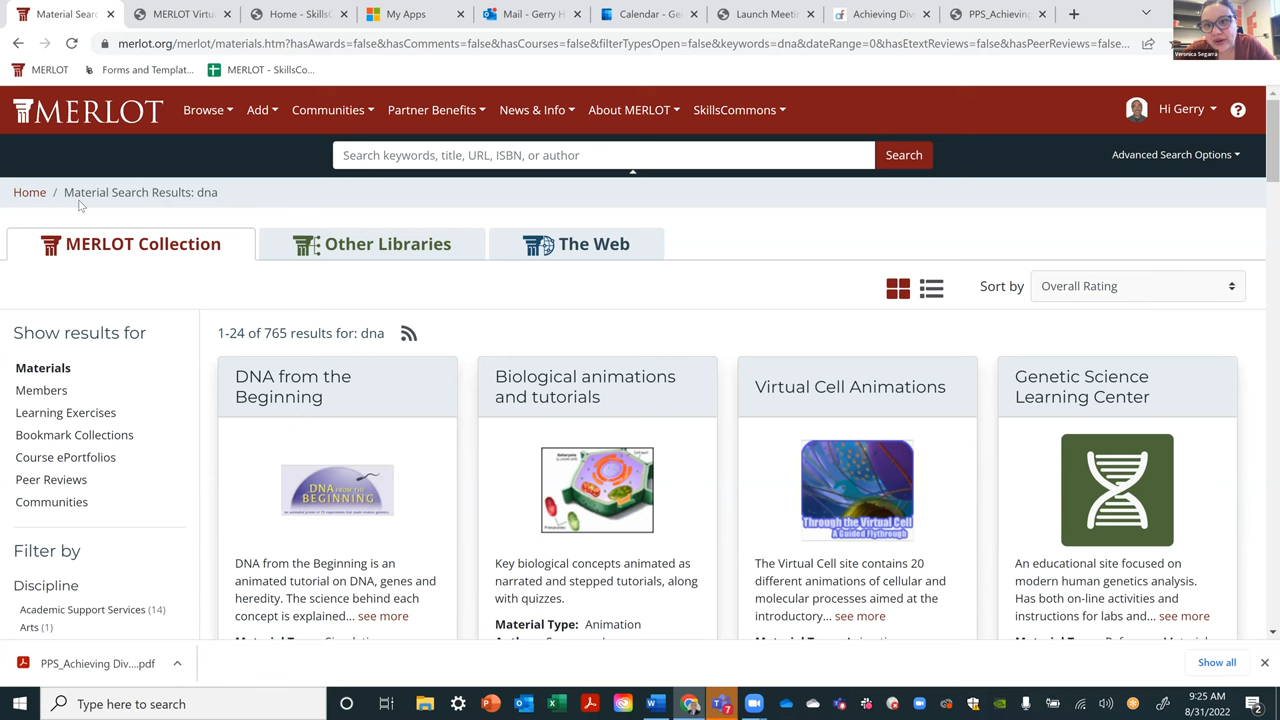 Material Searc
MERLOT Virtu
Home - SkillsC
My Apps
Mail - Gerry H
Calendar - Ge
Launch Meetin
Achieving Div
PPS_Achieving
merlot.org/merlot/materials.htm?hasAwards=false&hasComments=false&hasCourses=false&filterTypesOpen=false&keywords=dna&dateRange=0&hasEtextReviews=false&hasPeerReviews=false...
Veronica Segarra
MERLOT
Forms and Templat...
MERLOT - SkillsCo...
MERLOT
Browse
Add
Communities
Partner Benefits
News & Info
About MERLOT
SkillsCommons
Hi Gerry
?
Search keywords, title, URL, ISBN, or author
Search
Advanced Search Options
Home / Material Search Results: dna
MERLOT Collection
Other Libraries
The Web
Sort by
Overall Rating
Show results for
Materials
Members
Learning Exercises
Bookmark Collections
Course ePortfolios
Peer Reviews
Communities
Filter by
Discipline
Academic Support Services (14)
Arts (1)
1-24 of 765 results for: dna
DNA from the
Beginning
DNA FROM THE
BEGINNING
DNA from the Beginning is an
animated tutorial on DNA, genes and
heredity. The science behind each
concept is explained... see more
Biological animations
and tutorials
Key biological concepts animated as
narrated and stepped tutorials, along
with quizzes.
Material Type: Animation
Virtual Cell Animations
Through the Virtual Cell
A Guided Flythrough
The Virtual Cell site contains 20
different animations of cellular and
molecular processes aimed at the
introductory... see more
Genetic Science
Learning Center
An educational site focused on
modern human genetics analysis.
Has both on-line activities and
instructions for labs and... see more
PPS_Achieving Div....pdf
Show all
Type here to search
9:25 AM
8/31/2022
2